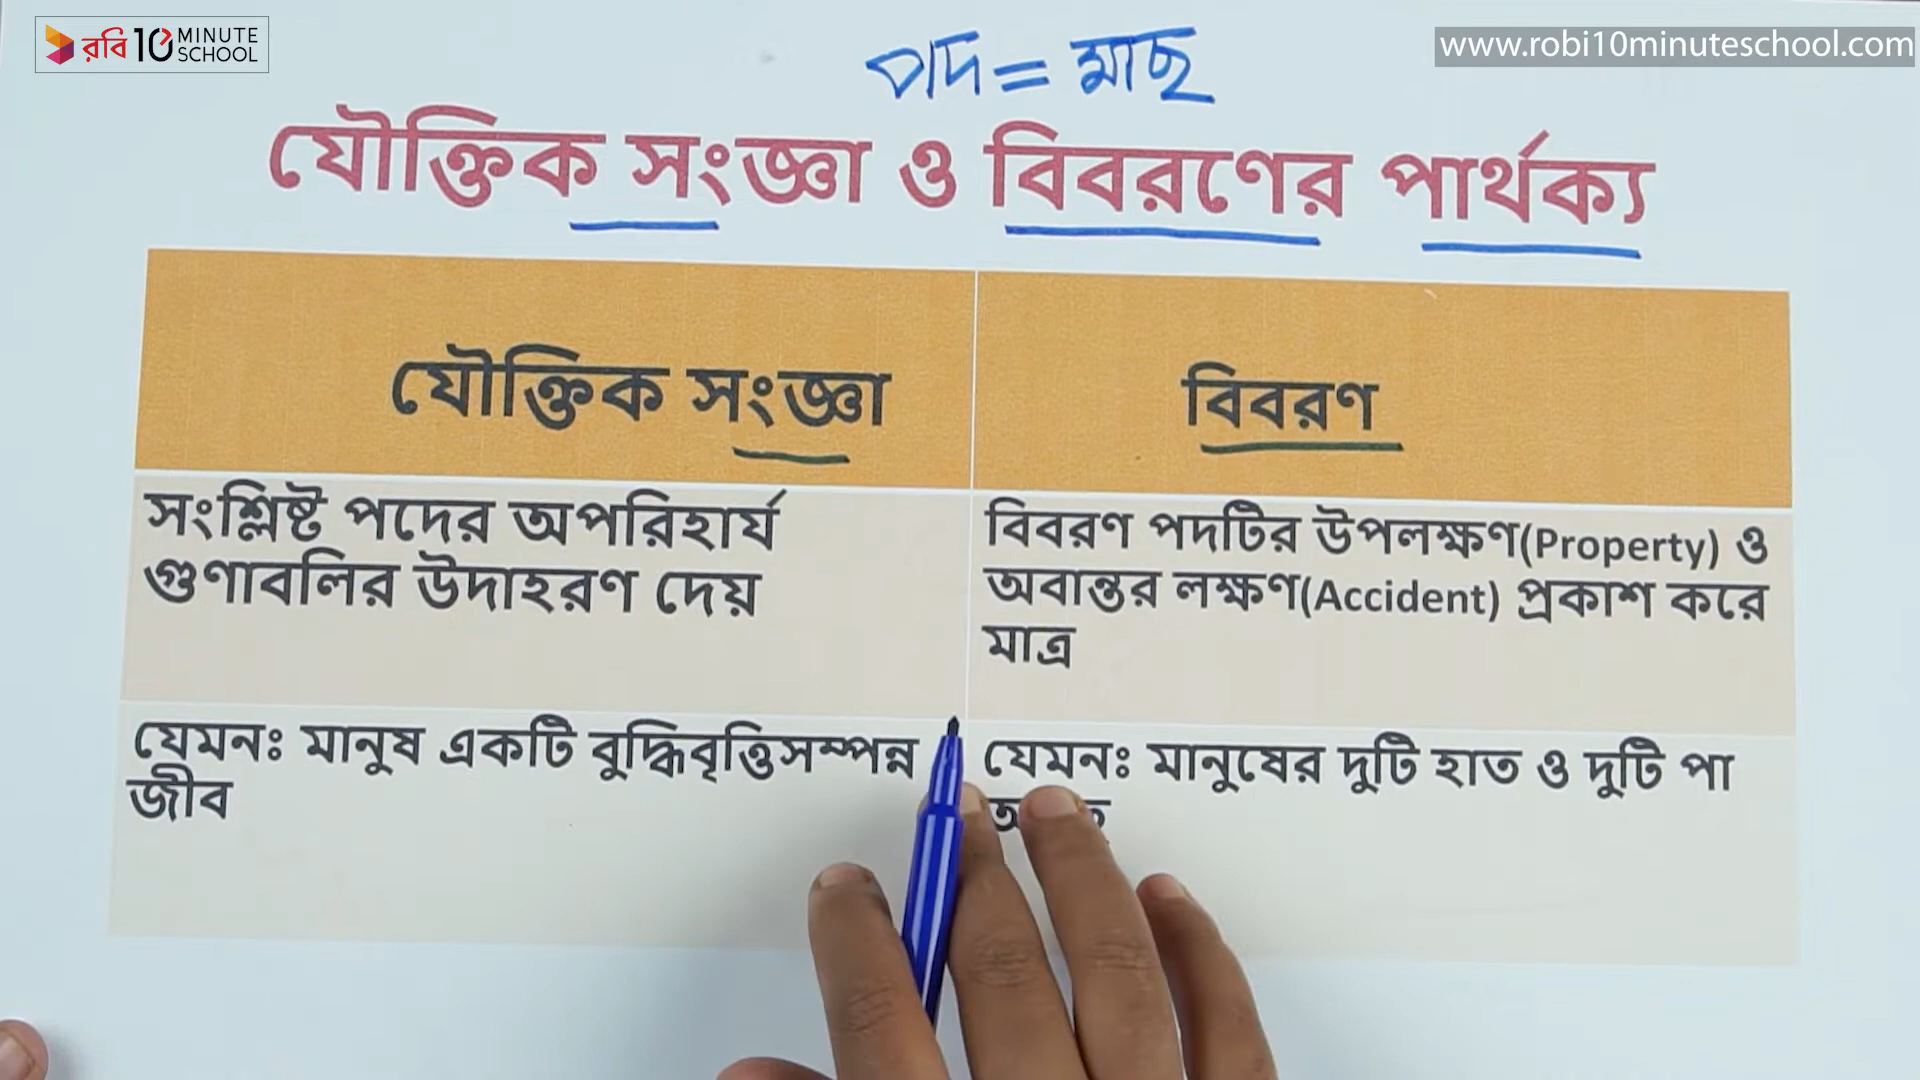 রবি 10 MINUTE SCHOOL
www.robi10minuteschool.com
পদ = মাছ
যৌক্তিক সংজ্ঞা ও বিবরণের পার্থক্য
যৌক্তিক সংজ্ঞা
বিবরণ
সংশ্লিষ্ট পদের অপরিহার্য
গুণাবলির উদাহরণ দেয়
বিবরণ পদটির উপলক্ষণ(Property) ও
অবান্তর লক্ষণ(Accident) প্রকাশ করে
মাত্র
যেমনঃ মানুষ একটি বুদ্ধিবৃত্তিসম্পন্ন
জীব
যেমনঃ মানুষের দুটি হাত ও দুটি পা